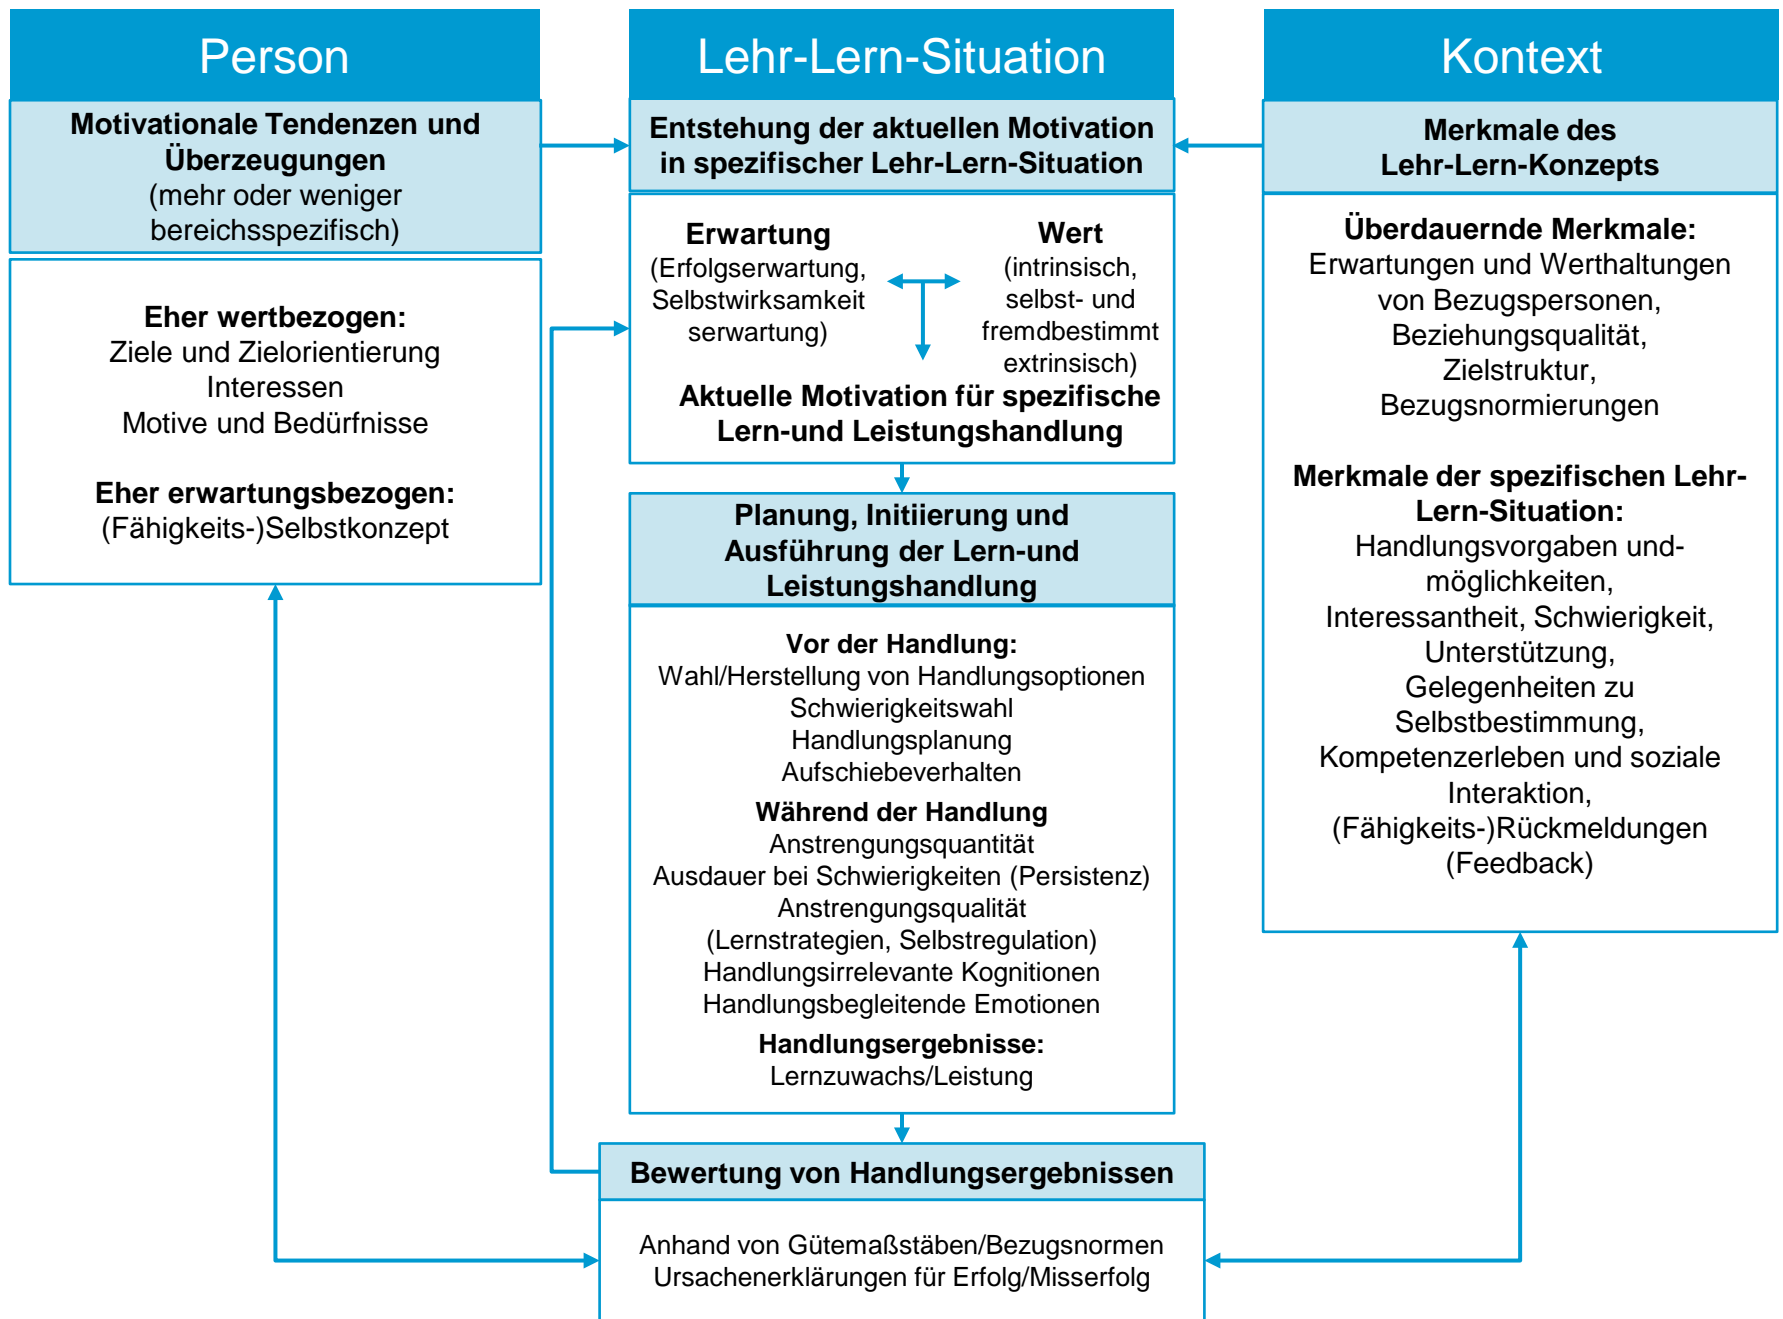 Person
Motivationale Tendenzen und
Überzeugungen
(mehr oder weniger
bereichsspezifisch)
Eher wertbezogen:
Ziele und Zielorientierung
Interessen
Motive und Bedürfnisse
Eher erwartungsbezogen:
(Fähigkeits-)Selbstkonzept
Lehr-Lern-Situation
Entstehung der aktuellen Motivation
in spezifischer Lehr-Lern-Situation
Erwartung
(Erfolgserwartung,
Selbstwirksamkeit
serwartung)
Wert
(intrinsisch,
selbst- und
fremdbestimmt
extrinsisch)
Aktuelle Motivation für spezifische
Lern-und Leistungshandlung
Planung, Initiierung und
Ausführung der Lern-und
Leistungshandlung
Vor der Handlung:
Wahl/Herstellung von Handlungsoptionen
Schwierigkeitswahl
Handlungsplanung
Aufschiebeverhalten
Während der Handlung
Anstrengungsquantität
Ausdauer bei Schwierigkeiten (Persistenz)
Anstrengungsqualität
(Lernstrategien, Selbstregulation)
Handlungsirrelevante Kognitionen
Handlungsbegleitende Emotionen
Handlungsergebnisse:
Lernzuwachs/Leistung
Bewertung von Handlungsergebnissen
Anhand von Gütemaßstäben/Bezugsnormen
Ursachenerklärungen für Erfolg/Misserfolg
Kontext
Merkmale des
Lehr-Lern-Konzepts
Überdauernde Merkmale:
Erwartungen und Werthaltungen
von Bezugspersonen,
Beziehungsqualität,
Zielstruktur,
Bezugsnormierungen
Merkmale der spezifischen Lehr-
Lern-Situation:
Handlungsvorgaben und-
möglichkeiten,
Interessantheit, Schwierigkeit,
Unterstützung,
Gelegenheiten zu
Selbstbestimmung,
Kompetenzerleben und soziale
Interaktion,
(Fähigkeits-)Rückmeldungen
(Feedback)